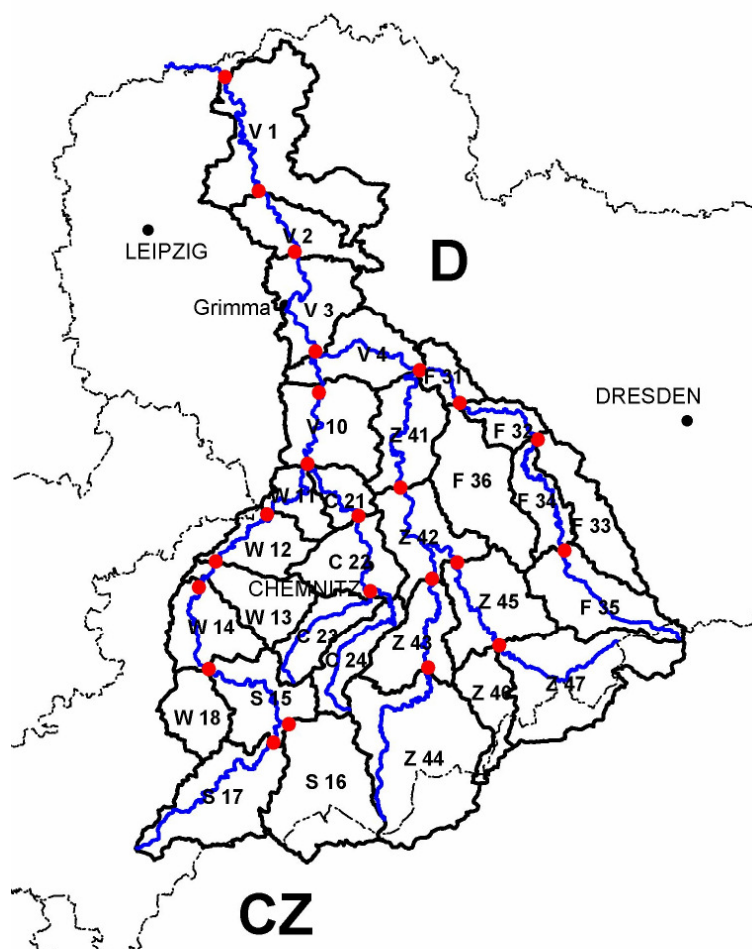 V 1
LEIPZIG
V 2
D
Grimma
V 3
V 4
F 31
DRESDEN
V 10
Z 41
F 32
F 36
W 11
C 21
F 34
F 33
W 12
C 22
Z 42
CHEMNITZ
W 13
Z 45
F 35
W 14
C 23
Z 43
C 24
S 15
Z 46
Z 47
W 18
Z 44
S 17
S 16
CZ